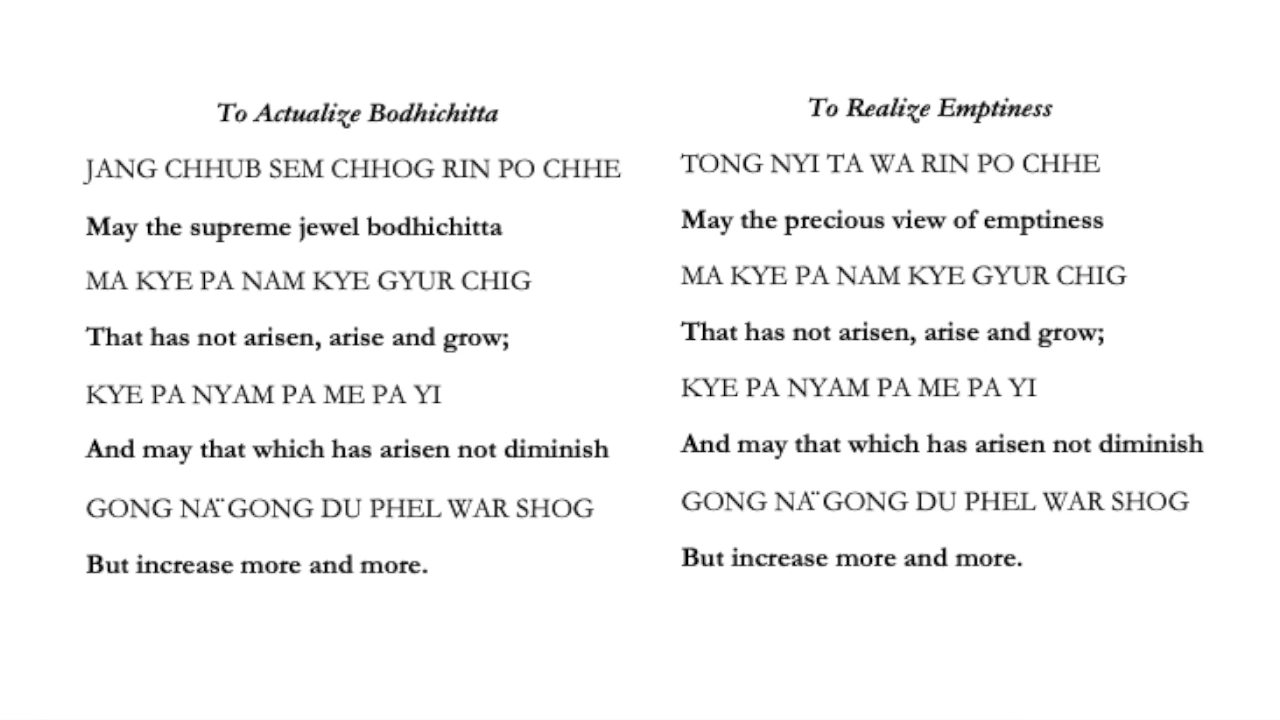 To Actualize Bodhichitta
JANG CHHUB SEM CHHOG RIN PO CHHE
May the supreme jewel bodhichitta
MA KYE PA NAM KYE GYUR CHIG
That has not arisen, arise and grow;
KYE PA NYAM PA ME PA YI
And may that which has arisen not diminish
GONG NA¨ GONG DU PHEL WAR SHOG
But increase more and more.
To Realize Emptiness
TONG NYI TA WA RIN PO CHHE
May the precious view of emptiness
MA KYE PA NAM KYE GYUR CHIG
That has not arisen, arise and grow;
KYE PA NYAM PA ME PA YI
And may that which has arisen not diminish
GONG NA¨ GONG DU PHEL WAR SHOG
But increase more and more.